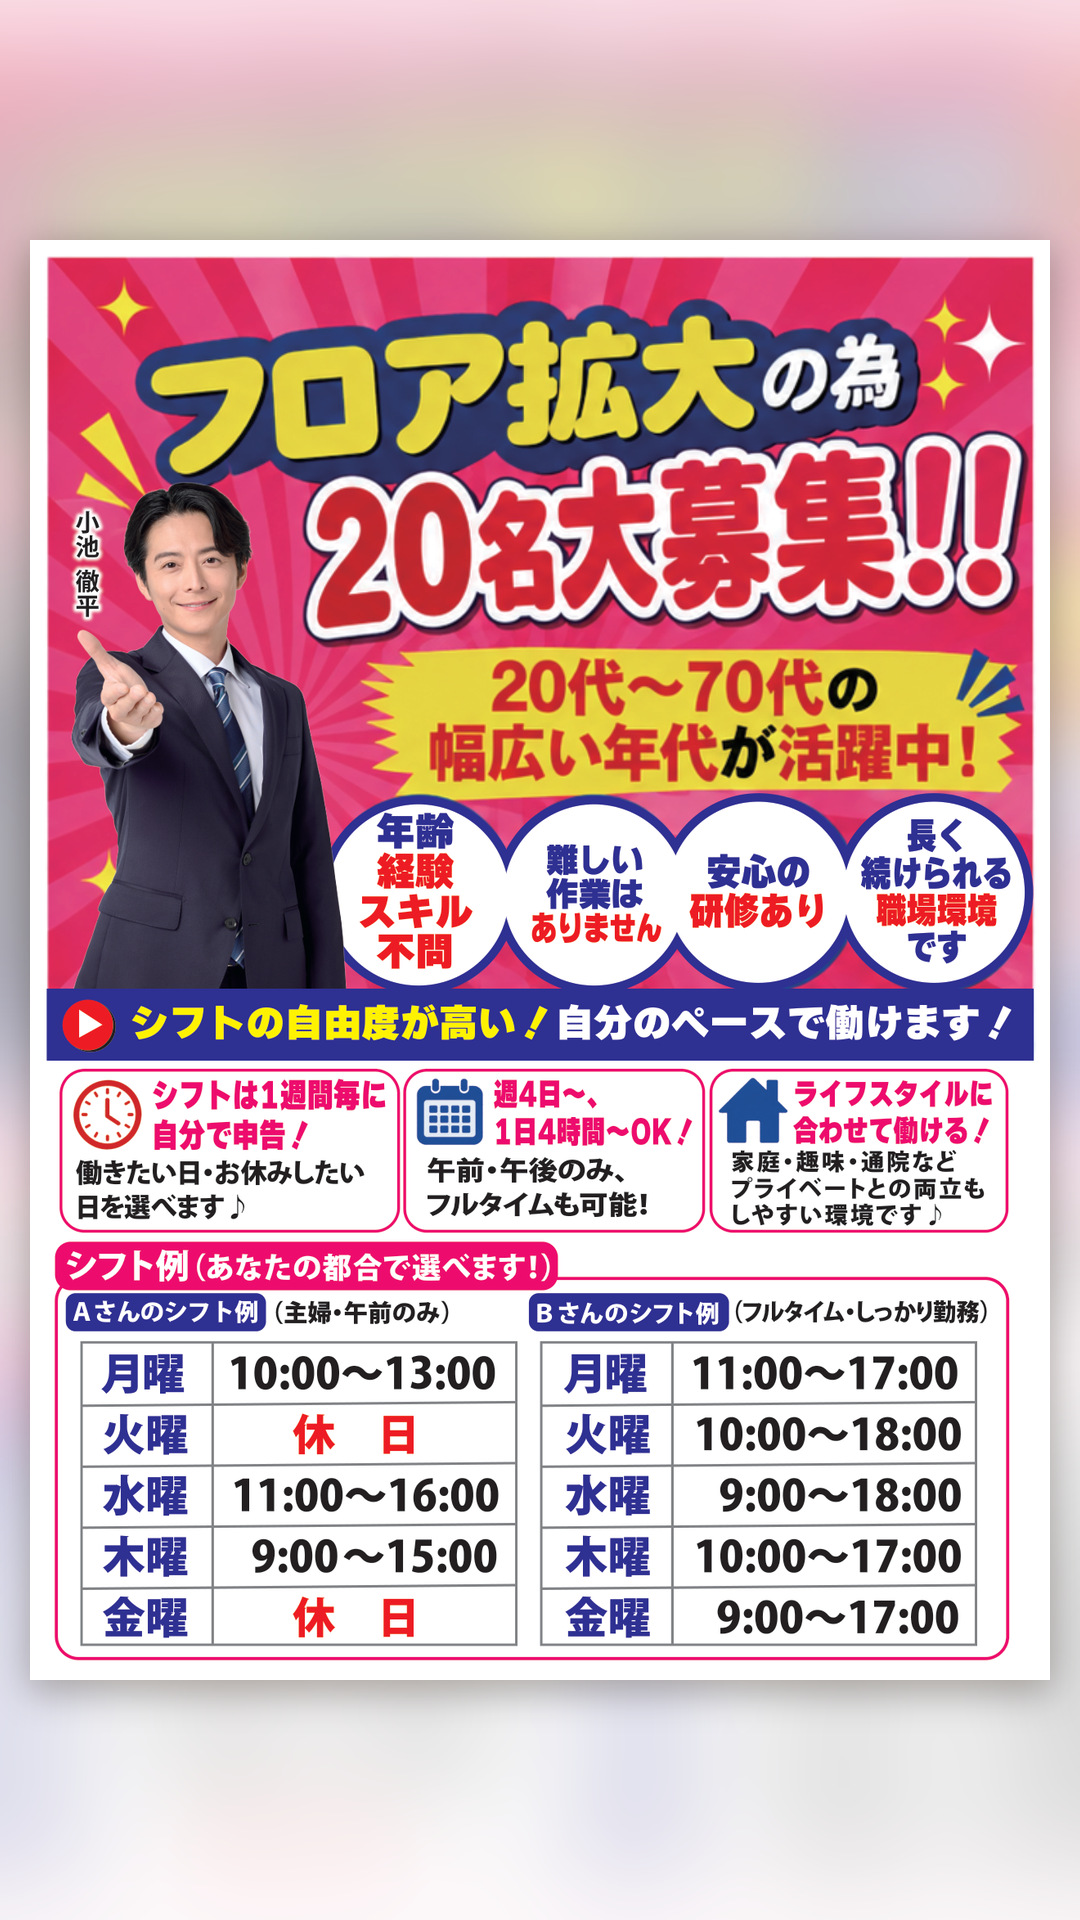 フロア拡大の為
20名大募集!!
小池 徹平
20代～70代の
幅広い年代が活躍中!
年齢
経験
スキル
不問
難しい
作業は
ありません
安心の
研修あり
長く
続けられる
職場環境
です
シフトの自由度が高い!自分のペースで働けます!
シフトは1週間毎に
自分で申告!
働きたい日・お休みしたい
日を選べます♪
週4日～、
1日4時間～OK!
午前・午後のみ、
フルタイムも可能!
ライフスタイルに
合わせて働ける!
家庭・趣味・通院など
プライベートとの両立も
しやすい環境です♪
シフト例(あなたの都合で選べます!)
Aさんのシフト例 (主婦・午前のみ)
月曜 10:00～13:00
火曜 休 日
水曜 11:00～16:00
木曜 9:00～15:00
金曜 休 日
Bさんのシフト例 (フルタイム・しっかり勤務)
月曜 11:00～17:00
火曜 10:00～18:00
水曜 9:00～18:00
木曜 10:00～17:00
金曜 9:00～17:00